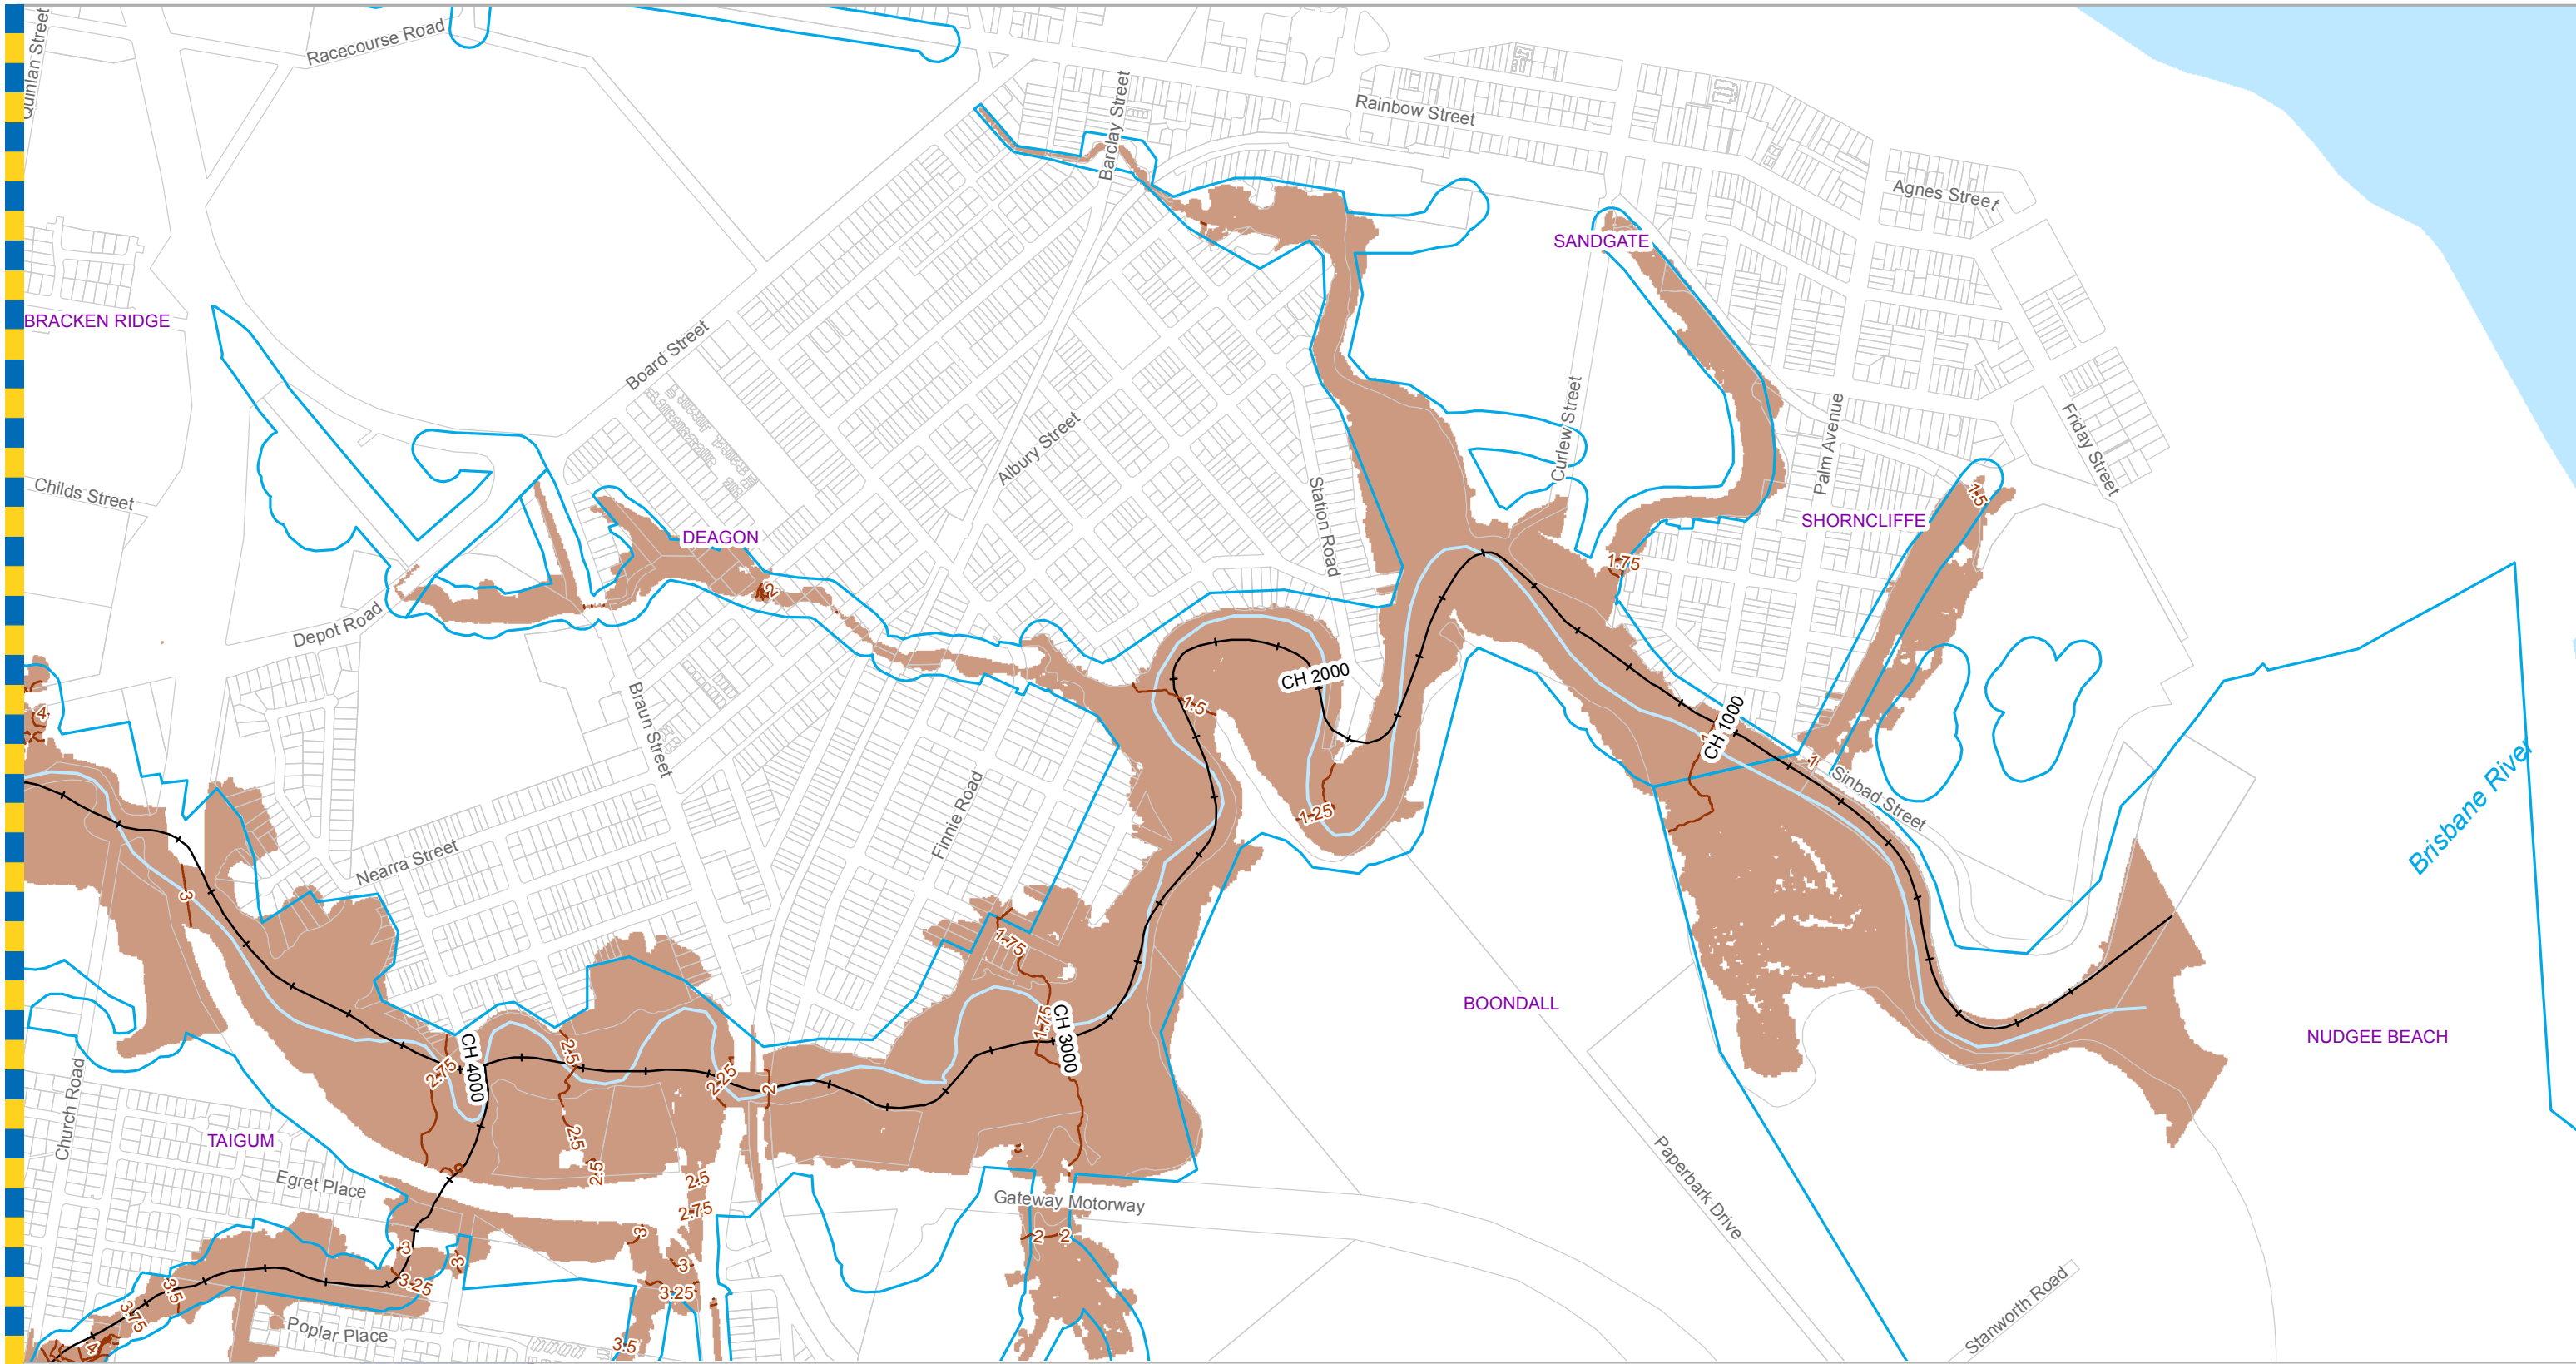 Quinlan Street
Racecourse Road
Barclay Street
Rainbow Street
Agnes Street
SANDGATE
BRACKEN RIDGE
Board Street
Curlew Street
Palm Avenue
Friday Street
Albury Street
Station Road
Childs Street
1.5
SHORNCLIFFE
DEAGON
1.75
2
Depot Road
Braun Street
CH 2000
1.5
4
CH 1000
1
1
Sinbad Street
Brisbane River
1.25
Finnie Road
Nearra Street
3
1.75
BOONDALL
NUDGEE BEACH
1.75
CH 3000
2.5
CH 4000
2.75
2.25
2
Church Road
TAIGUM
2.5
2.5
2.5
Egret Place
Gateway Motorway
Paperbark Drive
2.75
3
2
2
3
3
3
3.25
3.5
3.25
3.75
Poplar Place
4
3.5
Stanworth Road